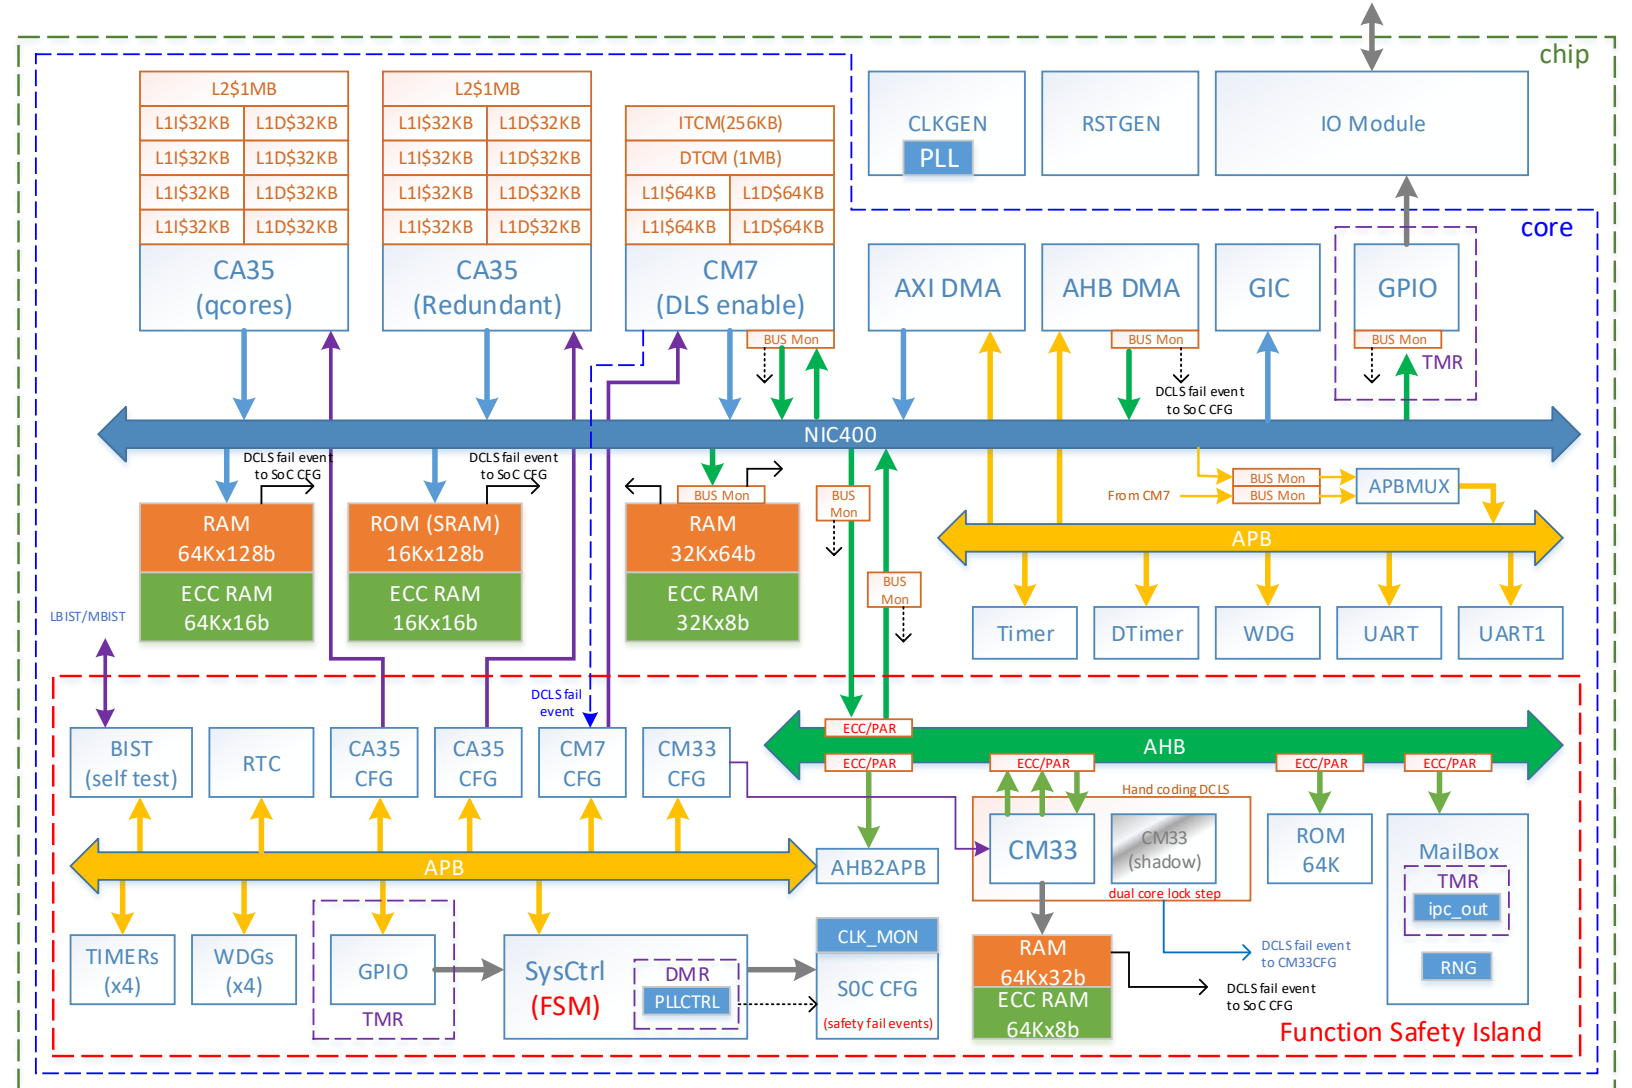 chip
core
L2$1MB
L1I$32KB L1D$32KB
L1I$32KB L1D$32KB
L1I$32KB L1D$32KB
L1I$32KB L1D$32KB
CA35
(qcores)
L2$1MB
L1I$32KB L1D$32KB
L1I$32KB L1D$32KB
L1I$32KB L1D$32KB
L1I$32KB L1D$32KB
CA35
(Redundant)
ITCM(256KB)
DTCM (1MB)
L1I$64KB L1D$64KB
L1I$64KB L1D$64KB
CM7
(DLS enable)
BUS Mon
CLKGEN
PLL
RSTGEN
IO Module
AXI DMA
AHB DMA
BUS Mon
DCLS fail event
to SoC CFG
GIC
GPIO
BUS Mon
TMR
NIC400
DCLS fail event
to SoC CFG
RAM
64Kx128b
ECC RAM
64Kx16b
DCLS fail event
to SoC CFG
ROM (SRAM)
16Kx128b
ECC RAM
16Kx16b
BUS Mon
RAM
32Kx64b
ECC RAM
32Kx8b
BUS
Mon
BUS
Mon
From CM7
BUS Mon
BUS Mon
APBMUX
APB
Timer
DTimer
WDG
UART
UART1
LBIST/MBIST
DCLS fail
event
BIST
(self test)
RTC
CA35
CFG
CA35
CFG
CM7
CFG
CM33
CFG
ECC/PAR
AHB
ECC/PAR
ECC/PAR
ECC/PAR
ECC/PAR
Hand coding DCLS
CM33
CM33
(shadow)
dual core lock step
ROM
64K
MailBox
TMR
ipc_out
RNG
APB
AHB2APB
TIMERs
(x4)
WDGs
(x4)
GPIO
TMR
SysCtrl
(FSM)
DMR
PLLCTRL
CLK_MON
S0C CFG
(safety fail events)
RAM
64Kx32b
ECC RAM
64Kx8b
DCLS fail event
to CM33CFG
DCLS fail event
to SoC CFG
Function Safety Island